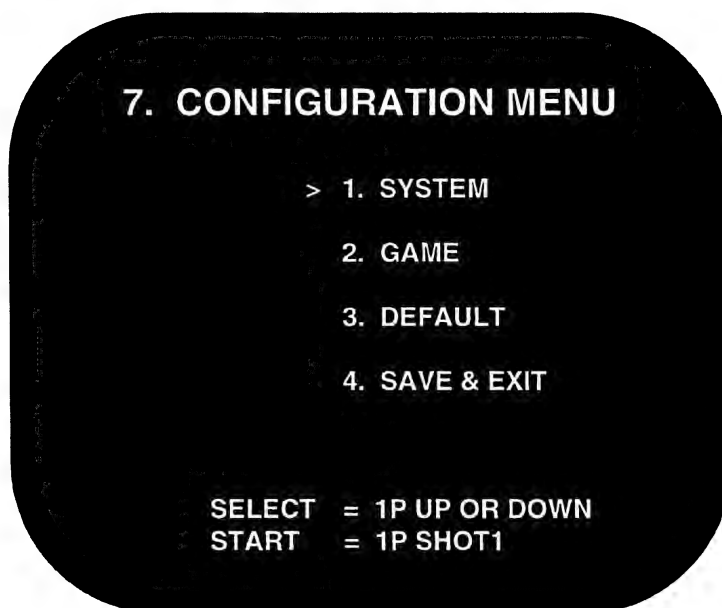 7. CONFIGURATION MENU
> 1. SYSTEM
2. GAME
3. DEFAULT
4. SAVE & EXIT
SELECT = 1P UP OR DOWN
START = 1P SHOT1